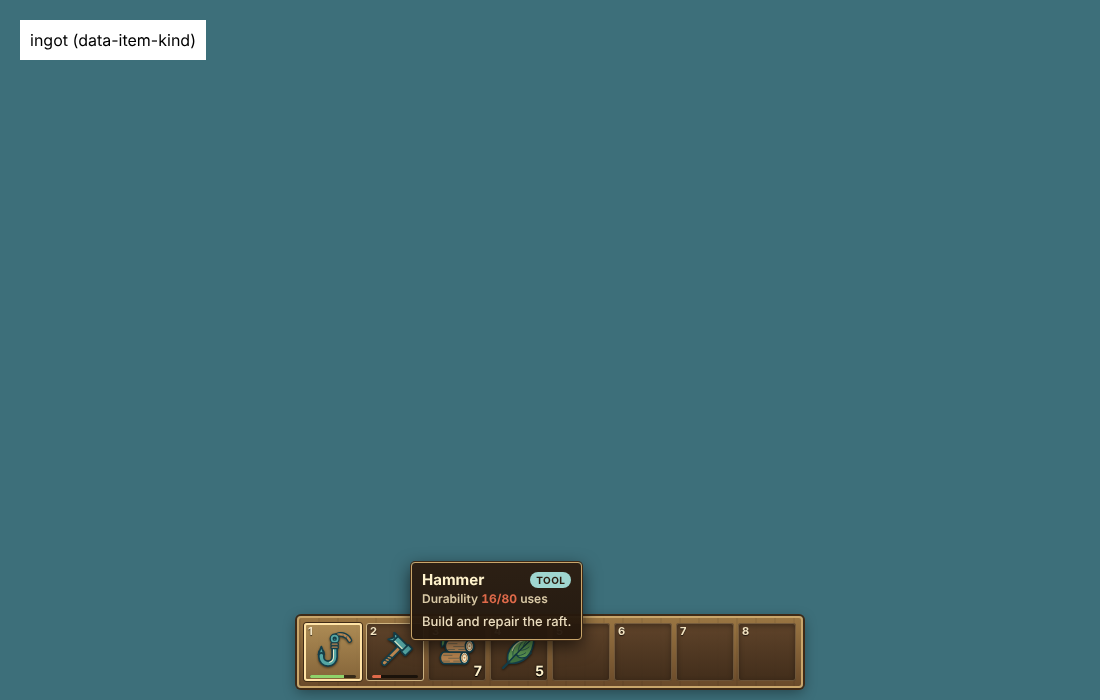 ingot (data-item-kind)
Hammer TOOL
Durability 16/80 uses
Build and repair the raft.
1 2 6 7 8
7 5